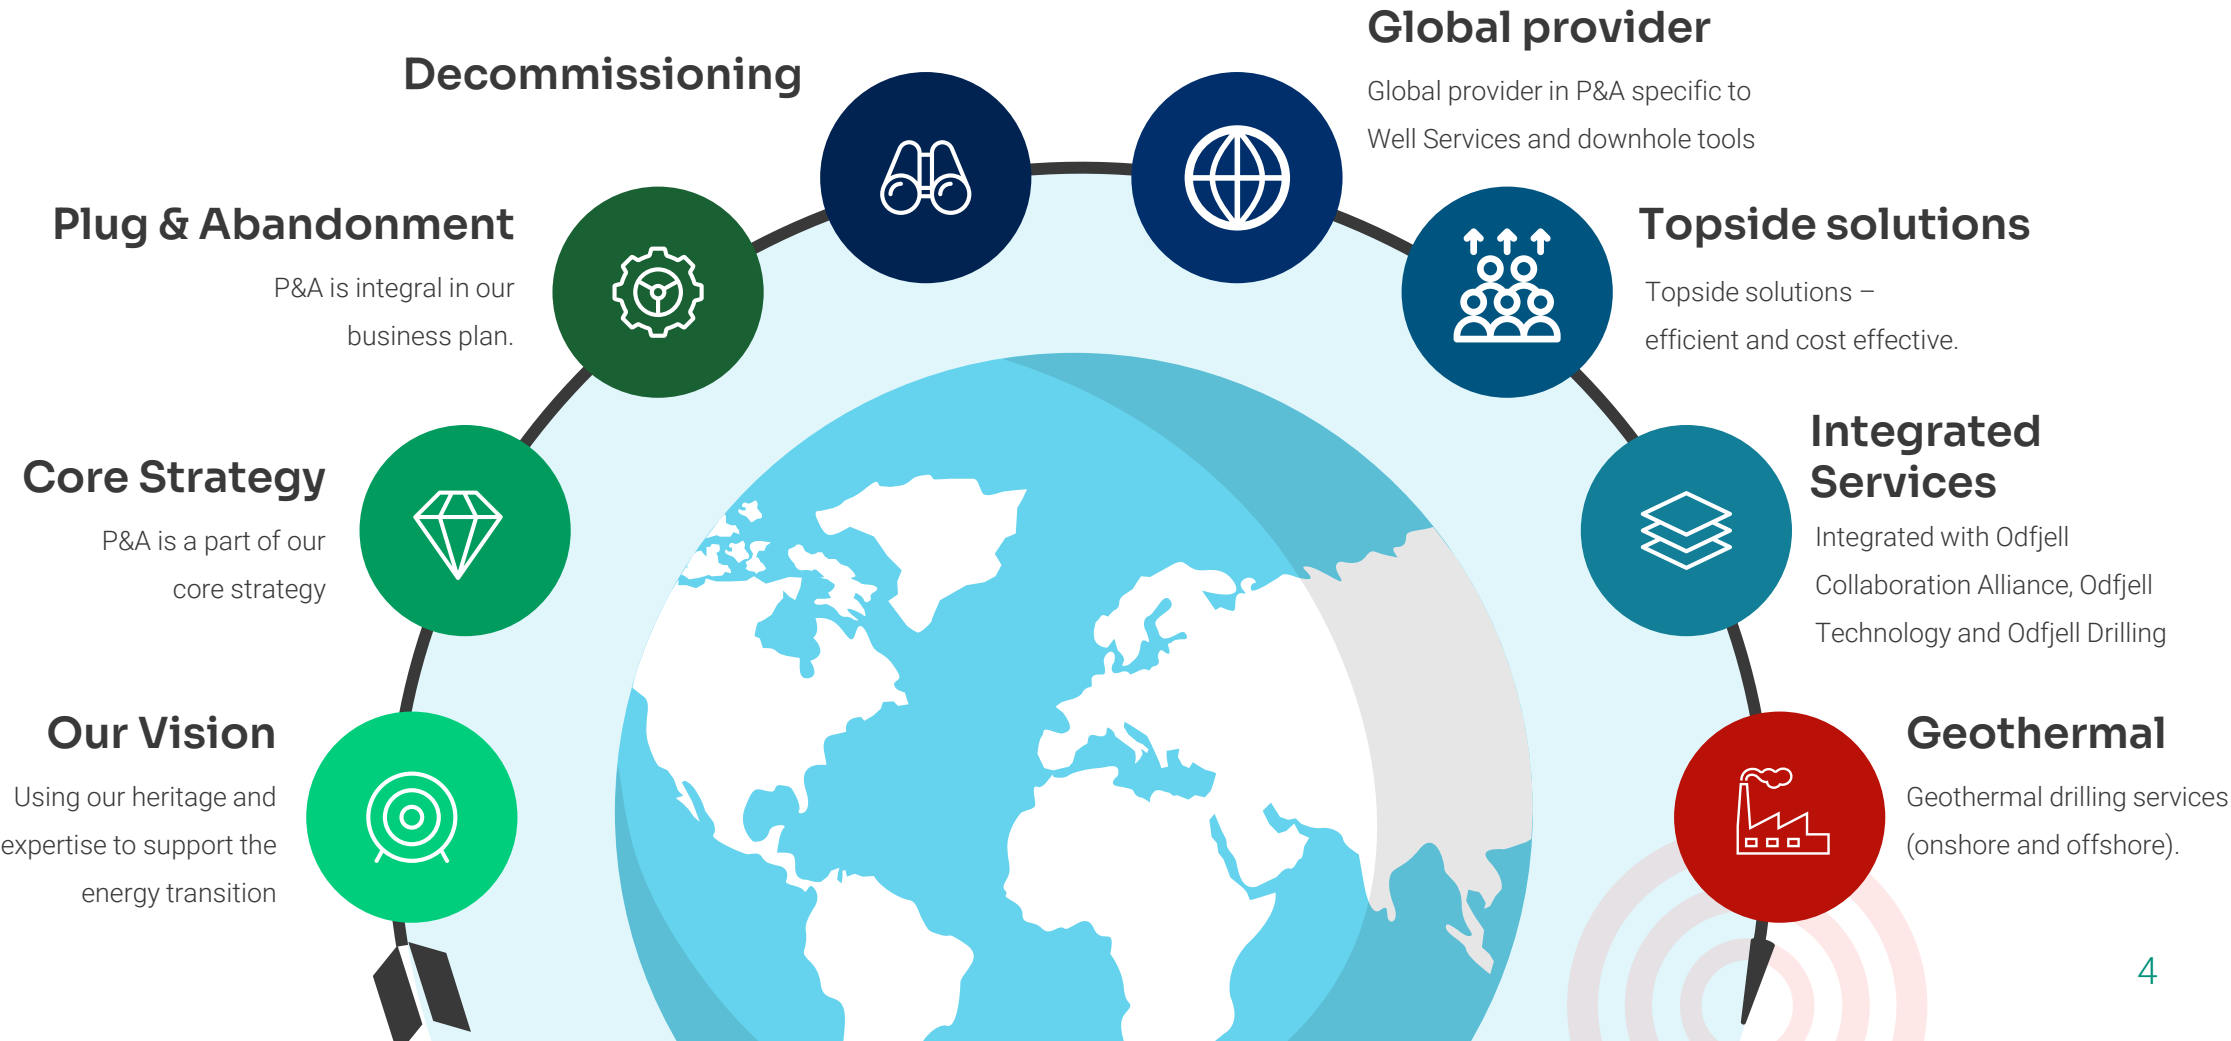 Our Vision
Using our heritage and
expertise to support the
energy transition
Core Strategy
P&A is a part of our
core strategy
Plug & Abandonment
P&A is integral in our
business plan.
Decommissioning
Global provider
Global provider in P&A specific to
Well Services and downhole tools
Topside solutions
Topside solutions –
efficient and cost effective.
Integrated
Services
Integrated with Odfjell
Collaboration Alliance, Odfjell
Technology and Odfjell Drilling
Geothermal
Geothermal drilling services
(onshore and offshore).
4